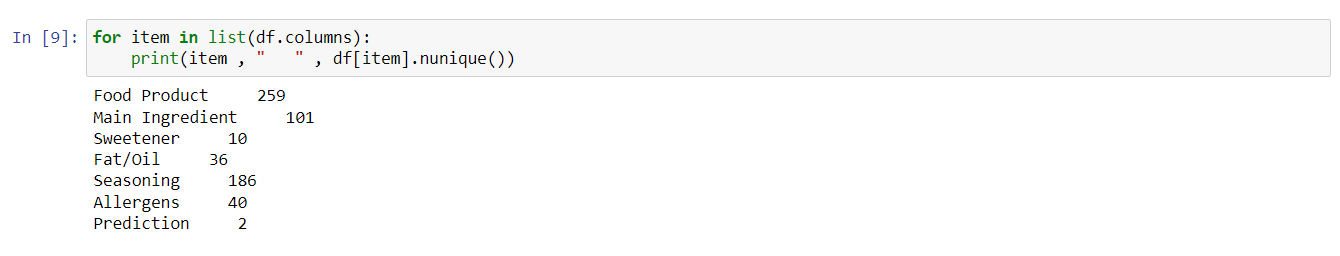 In [9]: for item in list(df.columns):
    print(item , "   " , df[item].nunique())
Food Product     259
Main Ingredient     101
Sweetener     10
Fat/Oil     36
Seasoning     186
Allergens     40
Prediction     2